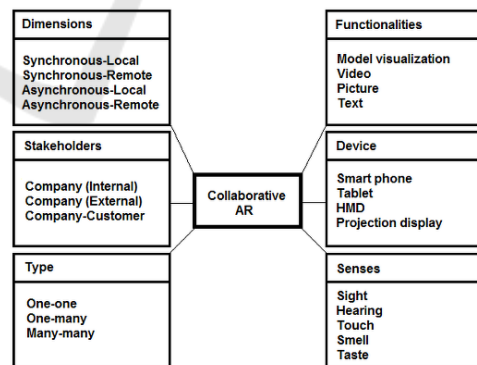 Dimensions
Synchronous-Local
Synchronous-Remote
Asynchronous-Local
Asynchronous-Remote
Stakeholders
Company (Internal)
Company (External)
Company-Customer
Type
One-one
One-many
Many-many
Collaborative
AR
Functionalities
Model visualization
Video
Picture
Text
Device
Smart phone
Tablet
HMD
Projection display
Senses
Sight
Hearing
Touch
Smell
Taste